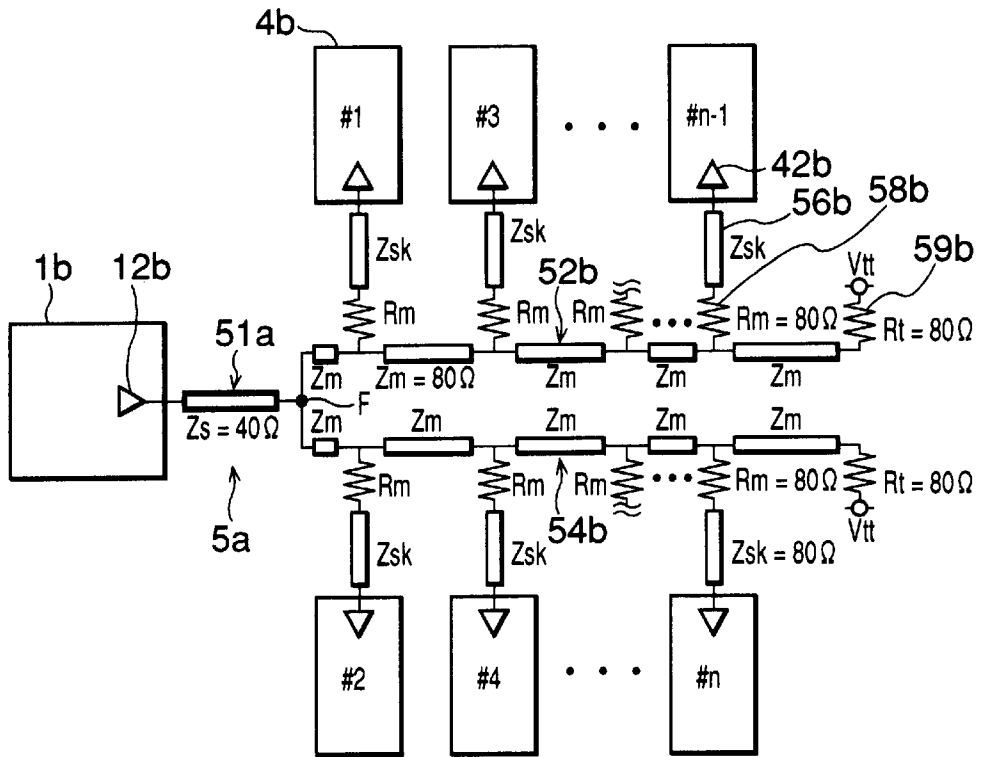 4b
#1
#3
• • •
#n-1
42b
56b
58b
Zsk
Zsk
Zsk
52b
Vtt
59b
1b
12b
51a
Rm
Rm
Rm
• • •
Rm = 80Ω
Rt = 80Ω
Zm
Zm = 80Ω
Zm
Zm
Zm
F
Zs = 40Ω
Zm
Zm
Zm
Zm
Zm
5a
Rm
Rm
54b
Rm
• • •
Rm = 80Ω
Rt = 80Ω
Vtt
Zsk
Zsk
Zsk = 80Ω
#2
#4
• • •
#n